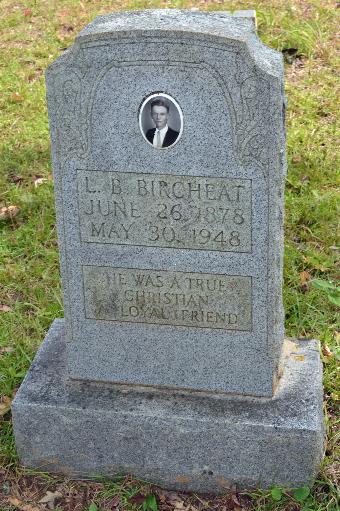 L. B. BIRCHEAT
JUNE 26, 1878
MAY 30, 1948
HE WAS A TRUE
CHRISTIAN
A LOYAL FRIEND